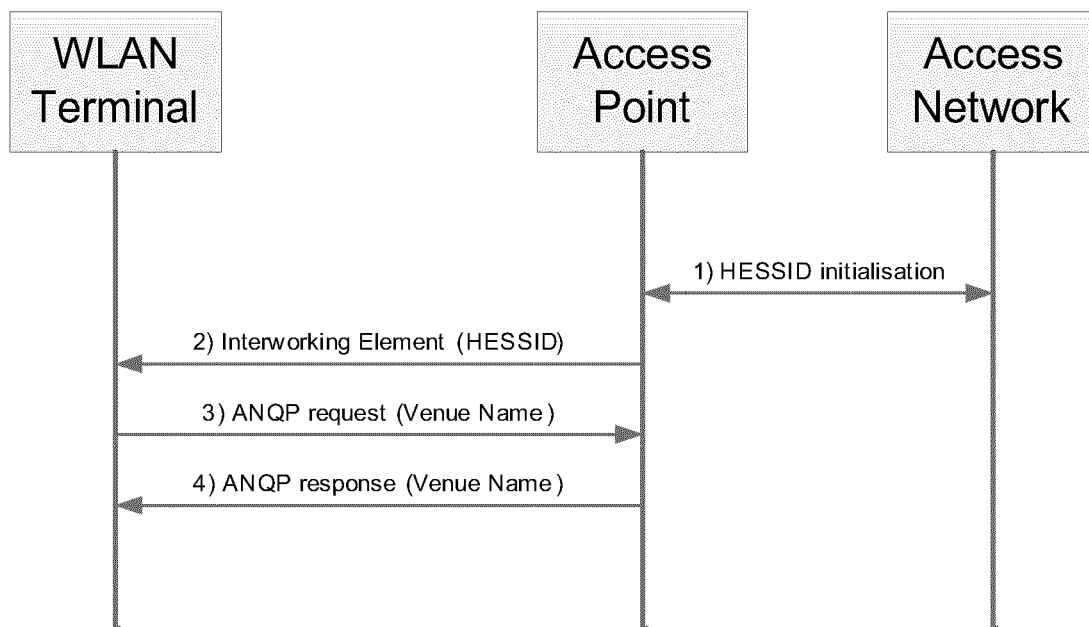 WLAN
Terminal
Access
Point
Access
Network
1) HESSID initialisation
2) Interworking Element (HESSID)
3) ANQP request (Venue Name)
4) ANQP response (Venue Name)